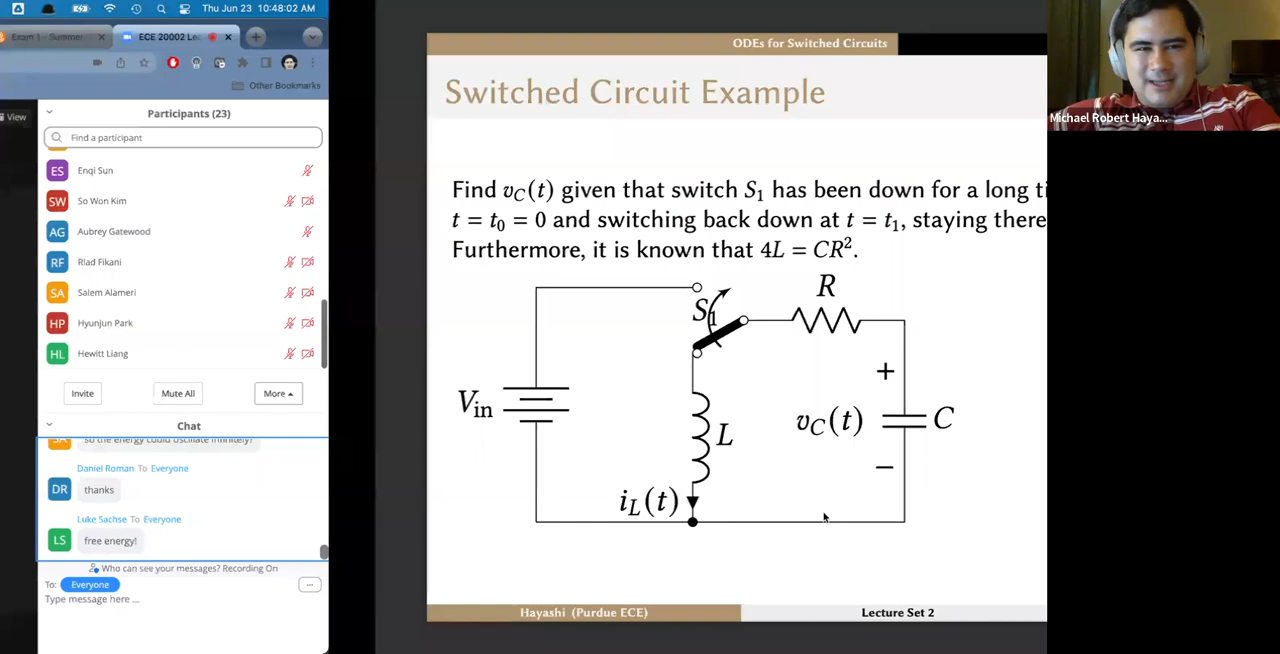 Thu Jun 23 10:48:02 AM
Exam 1 – Summer
ECE 20002 Le
Other Bookmarks
View
Participants (23)
Find a participant
ES Enqi Sun
SW So Won Kim
AG Aubrey Gatewood
RF Riad Fikani
SA Salem Alameri
HP Hyunjun Park
HL Hewitt Liang
Invite Mute All More
Chat
SA so the energy could oscillate infinitely?
Daniel Roman To Everyone
DR thanks
Luke Sachse To Everyone
LS free energy!
Who can see your messages? Recording On
To: Everyone ...
Type message here ...
ODEs for Switched Circuits
Switched Circuit Example
Find v_C(t) given that switch S₁ has been down for a long ti
t = t₀ = 0 and switching back down at t = t₁, staying there
Furthermore, it is known that 4L = CR².
R
S₁
+
V_in
v_C(t) C
L
−
i_L(t)
Hayashi (Purdue ECE) Lecture Set 2
Michael Robert Haya...